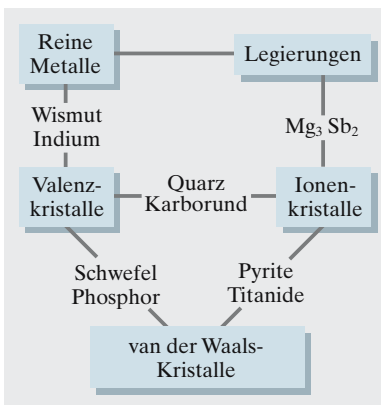 Reine
Metalle
Legierungen
Wismut
Indium
Mg₃ Sb₂
Valenz-
kristalle
Quarz
Karborund
Ionen-
kristalle
Schwefel
Phosphor
Pyrite
Titanide
van der Waals-
Kristalle